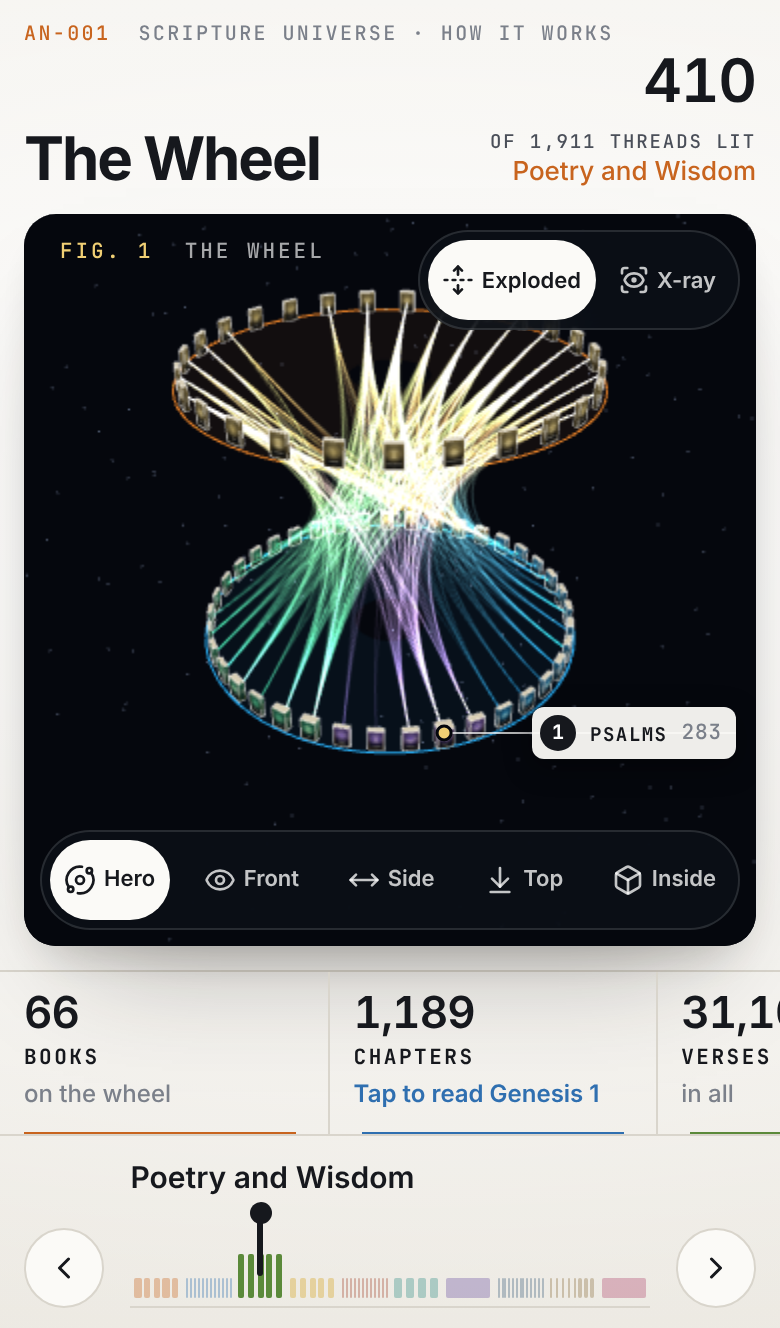 AN-001 SCRIPTURE UNIVERSE · HOW IT WORKS
410
The Wheel
OF 1,911 THREADS LIT
Poetry and Wisdom
FIG. 1 THE WHEEL
Exploded
X-ray
1 PSALMS 283
Hero
Front
Side
Top
Inside
66
BOOKS
on the wheel
1,189
CHAPTERS
Tap to read Genesis 1
VERSES
in all
Poetry and Wisdom